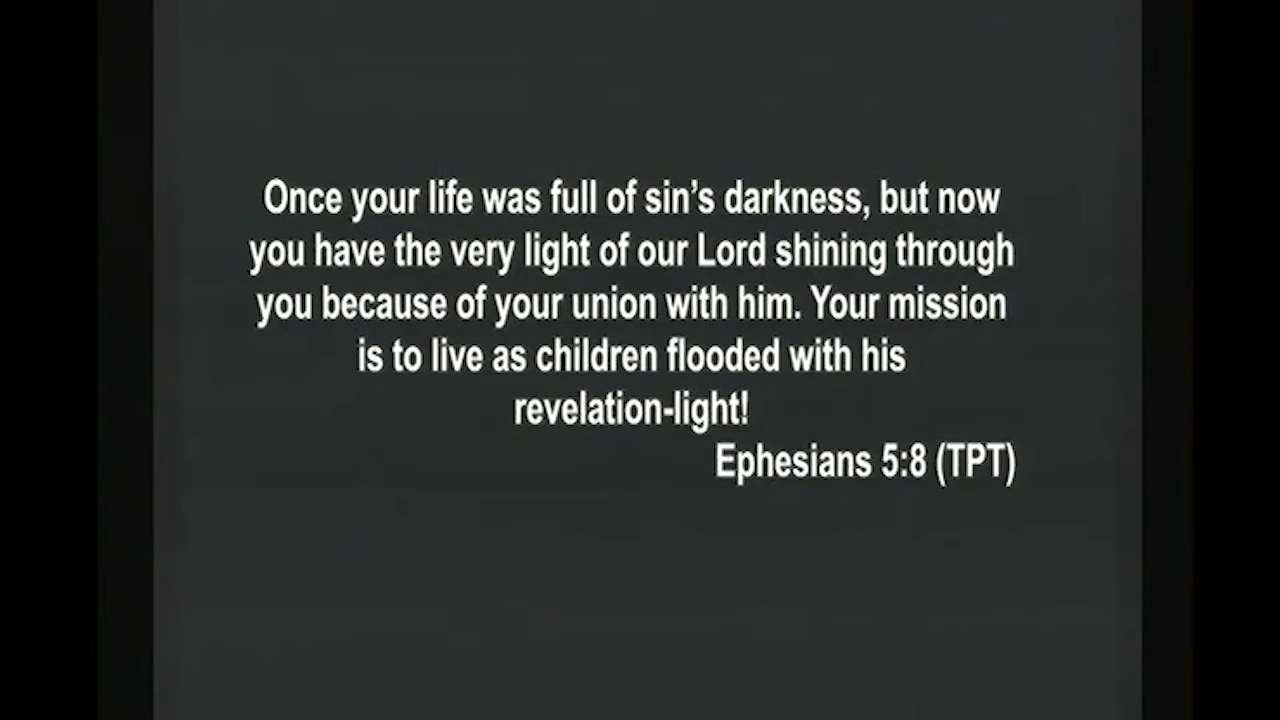 Once your life was full of sin’s darkness, but now
you have the very light of our Lord shining through
you because of your union with him. Your mission
is to live as children flooded with his
revelation-light!
Ephesians 5:8 (TPT)